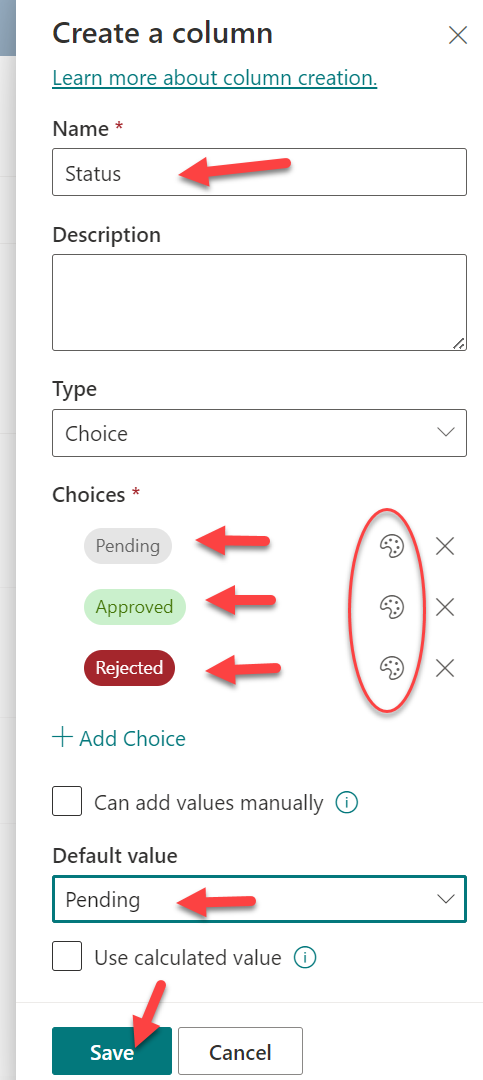 Create a column
Learn more about column creation.
Name *
Status
Description
Type
Choice
Choices *
Pending
Approved
Rejected
+ Add Choice
Can add values manually
Default value
Pending
Use calculated value
Save Cancel